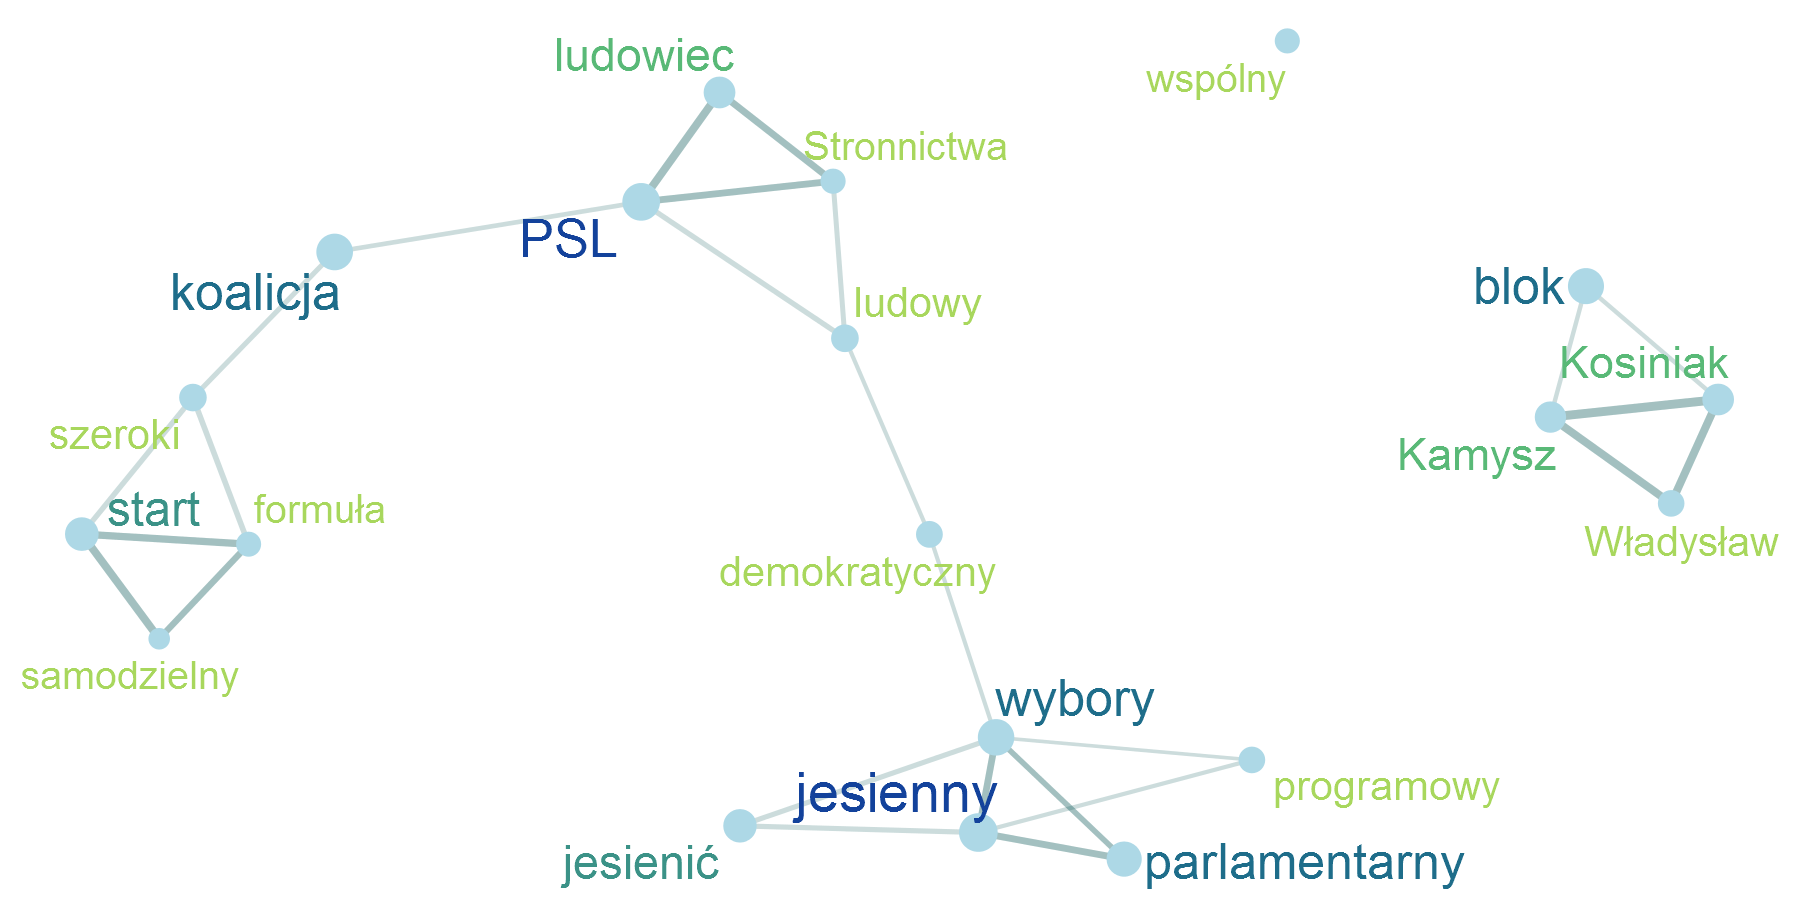 ludowiec
wspólny
Stronnictwa
PSL
koalicja
blok
ludowy
Kosiniak
szeroki
Kamysz
start
formuła
Władysław
demokratyczny
samodzielny
wybory
jesienny
programowy
jesienić
parlamentarny